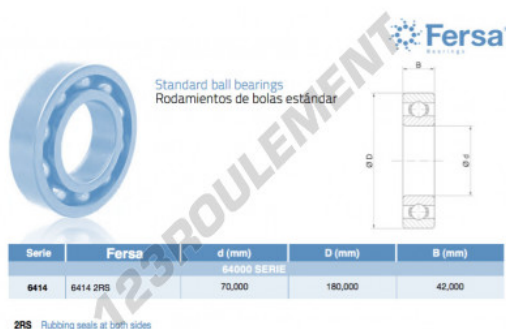 Fersa
Bearings
Standard ball bearings
Rodamientos de bolas estándar
B
Ø D
Ø d
Serie Fersa d (mm) D (mm) B (mm)
64000 SERIE
6414 6414 2RS 70,000 180,000 42,000
2RS Rubbing seals at both sides
123ROULEMENT